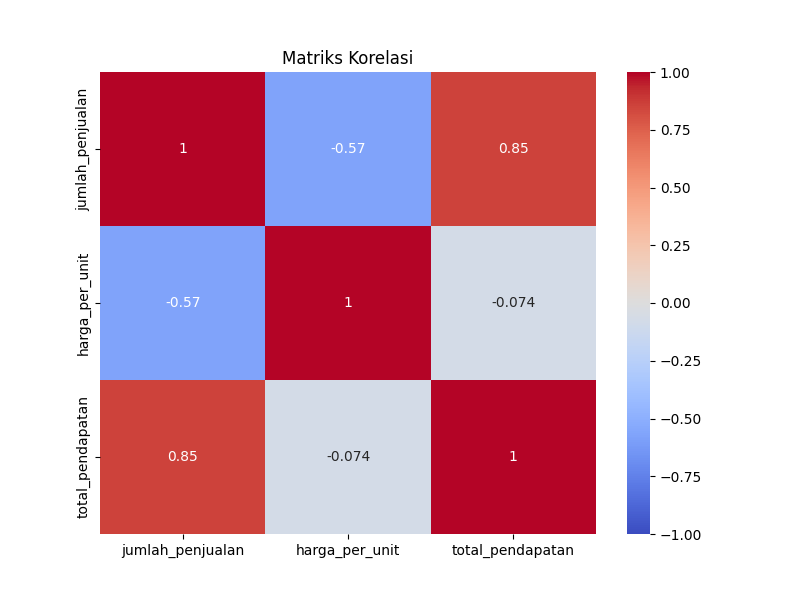 Matriks Korelasi
jumlah_penjualan
1
-0.57
0.85
harga_per_unit
-0.57
1
-0.074
total_pendapatan
0.85
-0.074
1
jumlah_penjualan
harga_per_unit
total_pendapatan
1.00
0.75
0.50
0.25
0.00
−0.25
−0.50
−0.75
−1.00